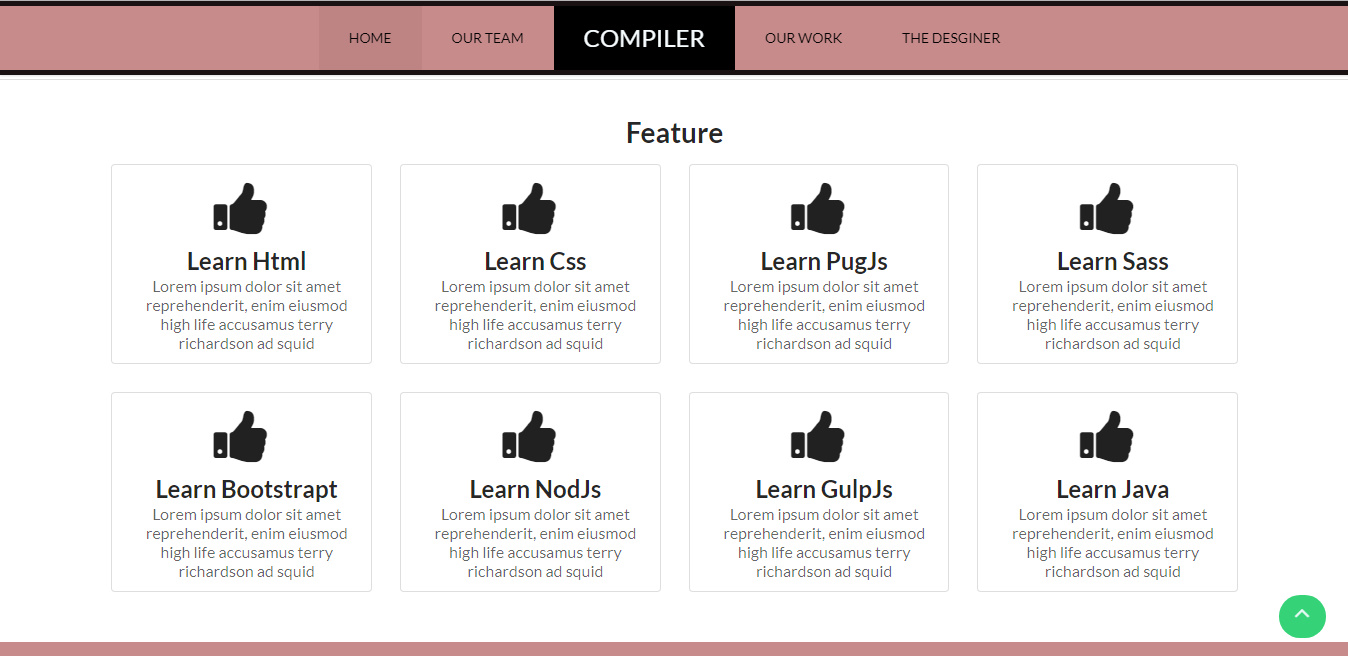 HOME OUR TEAM COMPILER OUR WORK THE DESGINER
Feature
Learn Html
Lorem ipsum dolor sit amet
reprehenderit, enim eiusmod
high life accusamus terry
richardson ad squid
Learn Css
Lorem ipsum dolor sit amet
reprehenderit, enim eiusmod
high life accusamus terry
richardson ad squid
Learn PugJs
Lorem ipsum dolor sit amet
reprehenderit, enim eiusmod
high life accusamus terry
richardson ad squid
Learn Sass
Lorem ipsum dolor sit amet
reprehenderit, enim eiusmod
high life accusamus terry
richardson ad squid
Learn Bootstrapt
Lorem ipsum dolor sit amet
reprehenderit, enim eiusmod
high life accusamus terry
richardson ad squid
Learn NodJs
Lorem ipsum dolor sit amet
reprehenderit, enim eiusmod
high life accusamus terry
richardson ad squid
Learn GulpJs
Lorem ipsum dolor sit amet
reprehenderit, enim eiusmod
high life accusamus terry
richardson ad squid
Learn Java
Lorem ipsum dolor sit amet
reprehenderit, enim eiusmod
high life accusamus terry
richardson ad squid